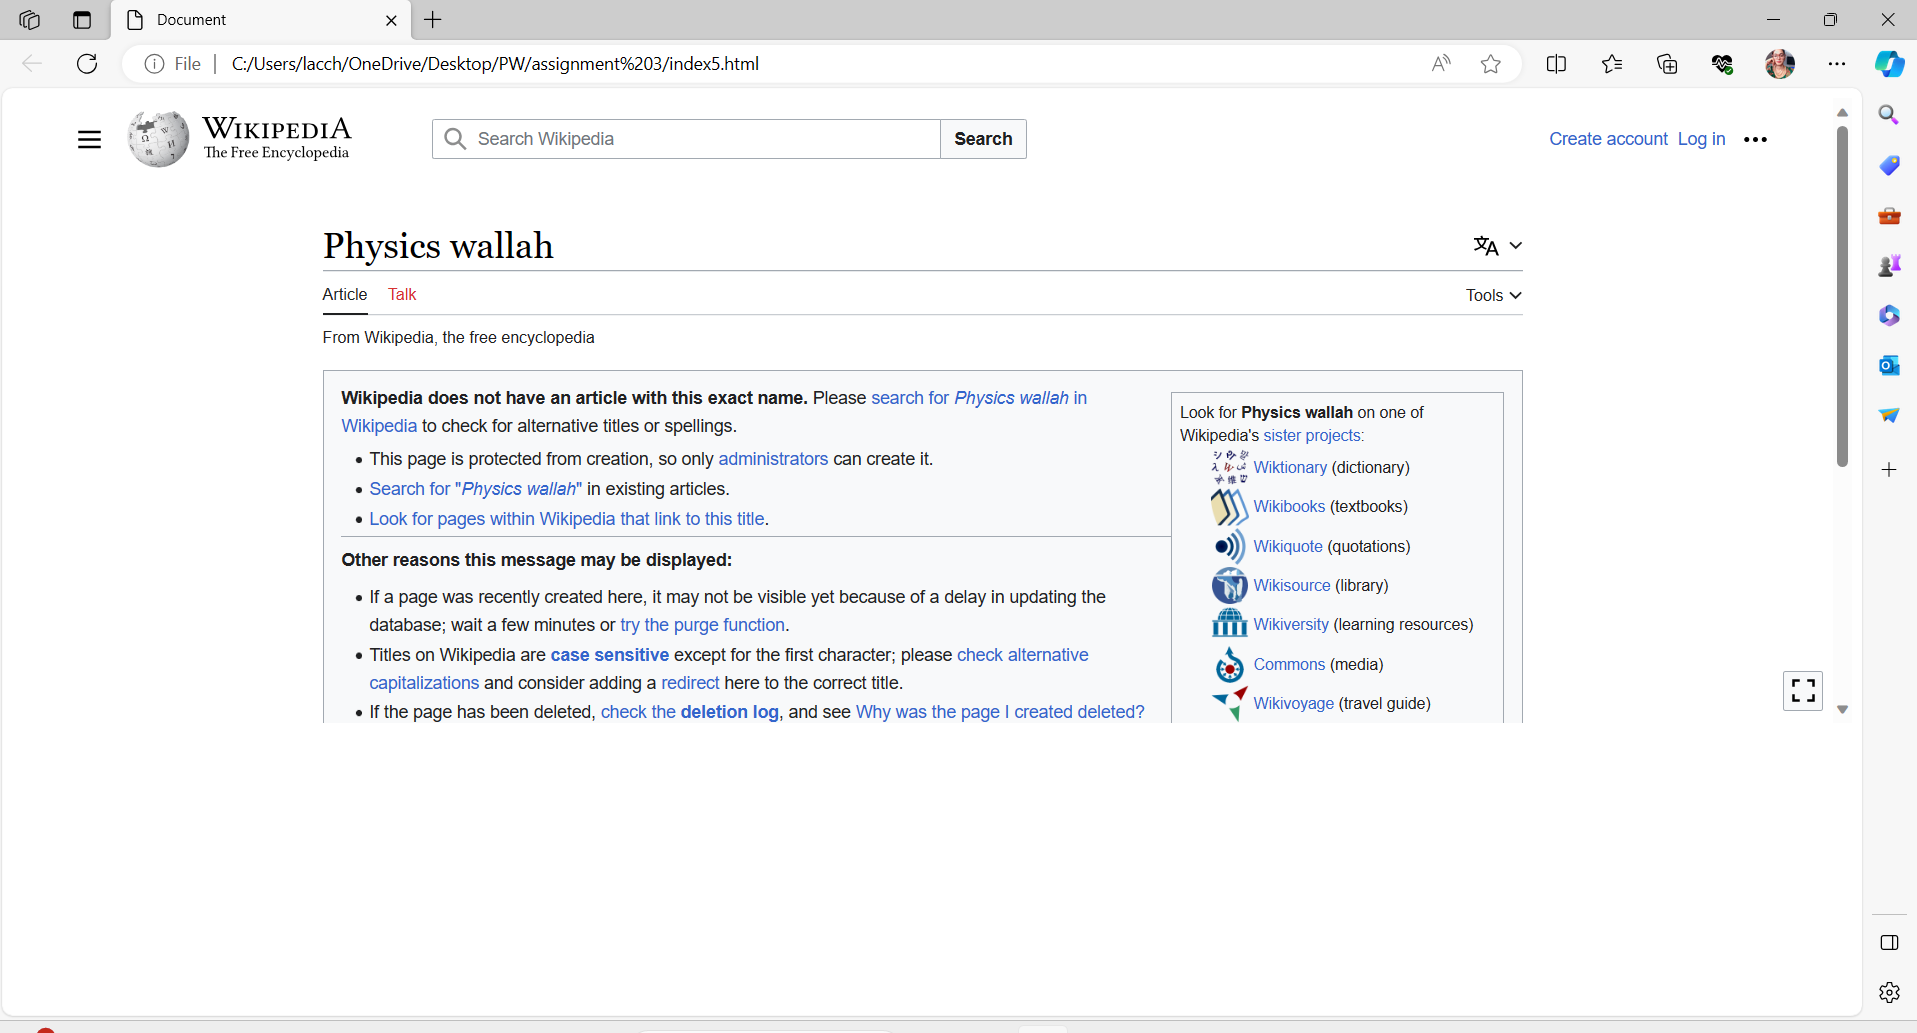 Document
File
C:/Users/lacch/OneDrive/Desktop/PW/assignment%203/index5.html
WIKIPEDIA
The Free Encyclopedia
Search Wikipedia
Search
Create account Log in
Physics wallah
Article Talk
Tools
From Wikipedia, the free encyclopedia
Wikipedia does not have an article with this exact name. Please search for Physics wallah in
Wikipedia to check for alternative titles or spellings.
• This page is protected from creation, so only administrators can create it.
• Search for "Physics wallah" in existing articles.
• Look for pages within Wikipedia that link to this title.
Other reasons this message may be displayed:
• If a page was recently created here, it may not be visible yet because of a delay in updating the
database; wait a few minutes or try the purge function.
• Titles on Wikipedia are case sensitive except for the first character; please check alternative
capitalizations and consider adding a redirect here to the correct title.
• If the page has been deleted, check the deletion log, and see Why was the page I created deleted?
Look for Physics wallah on one of
Wikipedia's sister projects:
Wiktionary (dictionary)
Wikibooks (textbooks)
Wikiquote (quotations)
Wikisource (library)
Wikiversity (learning resources)
Commons (media)
Wikivoyage (travel guide)